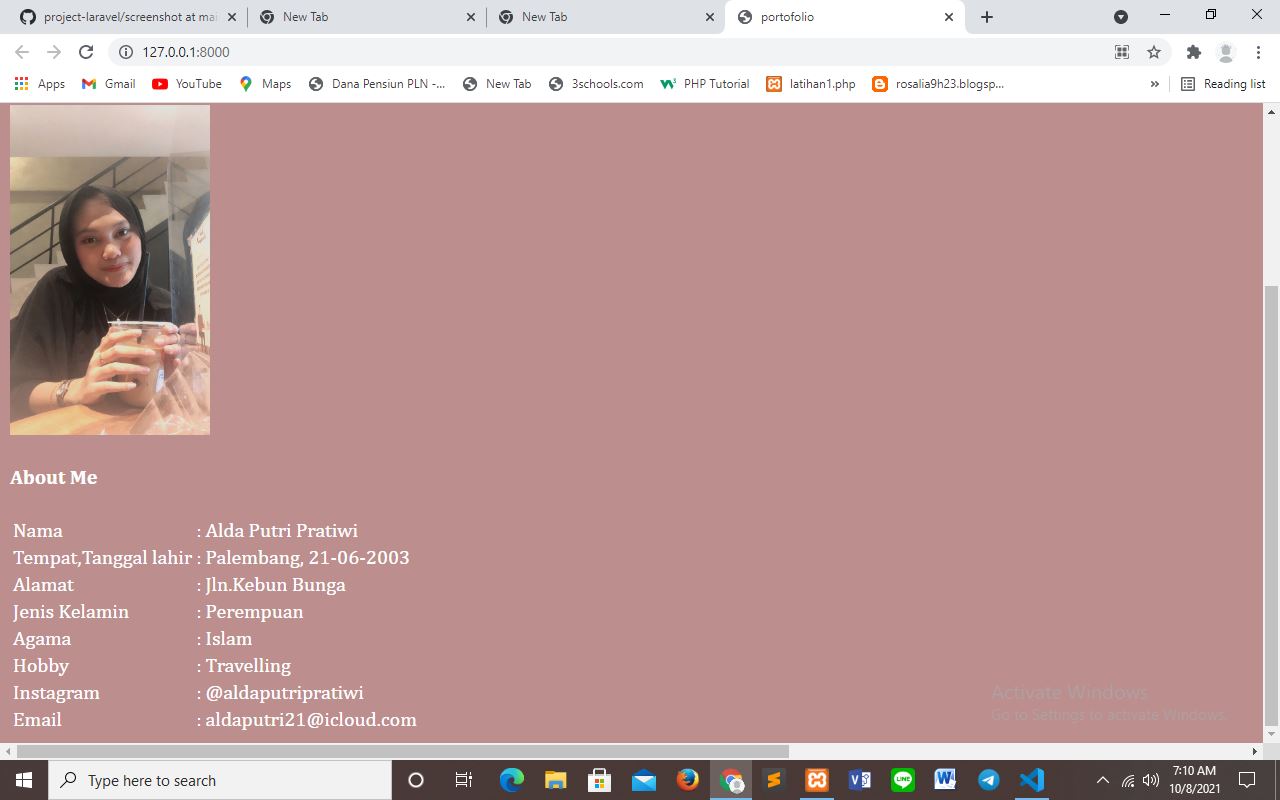 project-laravel/screenshot at mai
New Tab
New Tab
portofolio
127.0.0.1:8000
Apps
Gmail
YouTube
Maps
Dana Pensiun PLN -...
New Tab
3schools.com
PHP Tutorial
latihan1.php
rosalia9h23.blogsp...
»
Reading list
About Me
Nama : Alda Putri Pratiwi
Tempat,Tanggal lahir : Palembang, 21-06-2003
Alamat : Jln.Kebun Bunga
Jenis Kelamin : Perempuan
Agama : Islam
Hobby : Travelling
Instagram : @aldaputripratiwi
Email : aldaputri21@icloud.com
Activate Windows
Go to Settings to activate Windows.
Type here to search
7:10 AM
10/8/2021